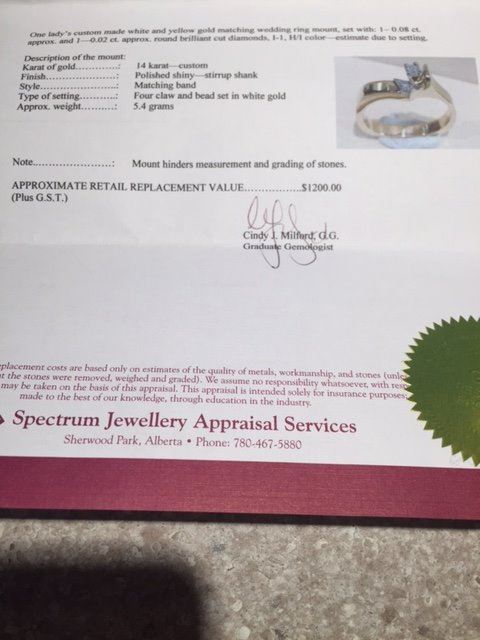 One lady's custom made white and yellow gold matching wedding ring mount, set with: 1- 0.08 ct.
approx. and 1—0.02 ct. approx. round brilliant cut diamonds, I-1, H/I color—estimate due to setting.
Description of the mount:
Karat of gold............: 14 karat—custom
Finish.....................: Polished shiny—stirrup shank
Style.......................: Matching band
Type of setting..........: Four claw and bead set in white gold
Approx. weight..........: 5.4 grams
Note........................: Mount hinders measurement and grading of stones.
APPROXIMATE RETAIL REPLACEMENT VALUE...............$1200.00
(Plus G.S.T.)
Cindy J. Milford, G.G.
Graduate Gemologist
placement costs are based only on estimates of the quality of metals, workmanship, and stones
the stones were removed, weighed and graded). We assume no responsibility whatsoever, with
may be taken on the basis of this appraisal. This appraisal is intended solely for insurance purposes
made to the best of our knowledge, through education in the industry.
Spectrum Jewellery Appraisal Services
Sherwood Park, Alberta • Phone: 780-467-5880